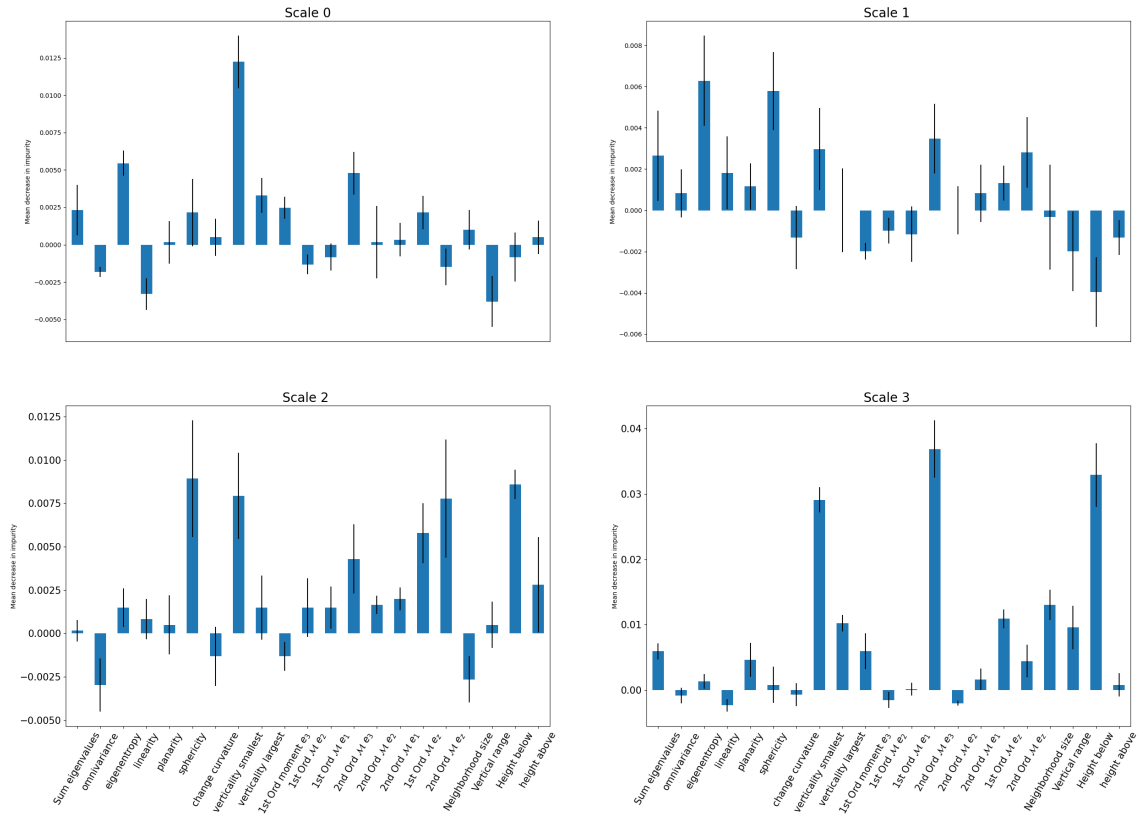 Scale 0
Mean decrease in impurity
0.0125
0.0100
0.0075
0.0050
0.0025
0.0000
−0.0025
−0.0050
Scale 1
Mean decrease in impurity
0.008
0.006
0.004
0.002
0.000
−0.002
−0.004
−0.006
Scale 2
Mean decrease in impurity
0.0125
0.0100
0.0075
0.0050
0.0025
0.0000
−0.0025
−0.0050
Sum eigenvalues
omnivariance
eigenentropy
linearity
planarity
sphericity
change curvature
verticality smallest
verticality largest
1st Ord moment e3
1st Ord ,M e1
2nd Ord ,M e3
2nd Ord ,M e1
1st Ord ,M e2
2nd Ord ,M e2
Neighborhood size
Vertical range
Height below
height above
Scale 3
Mean decrease in impurity
0.04
0.03
0.02
0.01
0.00
Sum eigenvalues
omnivariance
eigenentropy
linearity
planarity
sphericity
change curvature
verticality smallest
verticality largest
1st Ord moment e3
1st Ord ,M e2
1st Ord ,M e1
2nd Ord ,M e3
2nd Ord ,M e2
2nd Ord ,M e1
1st Ord ,M e2
2nd Ord ,M e2
Neighborhood size
Vertical range
Height below
height above